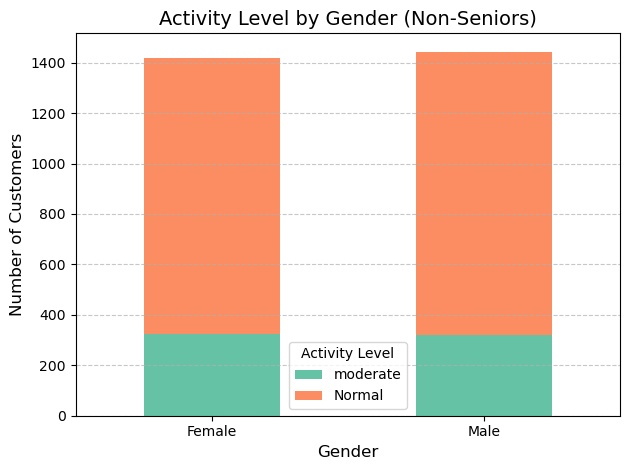 Activity Level by Gender (Non-Seniors)
Number of Customers
1400
1200
1000
800
600
400
200
0
Activity Level
moderate
Normal
Female
Male
Gender